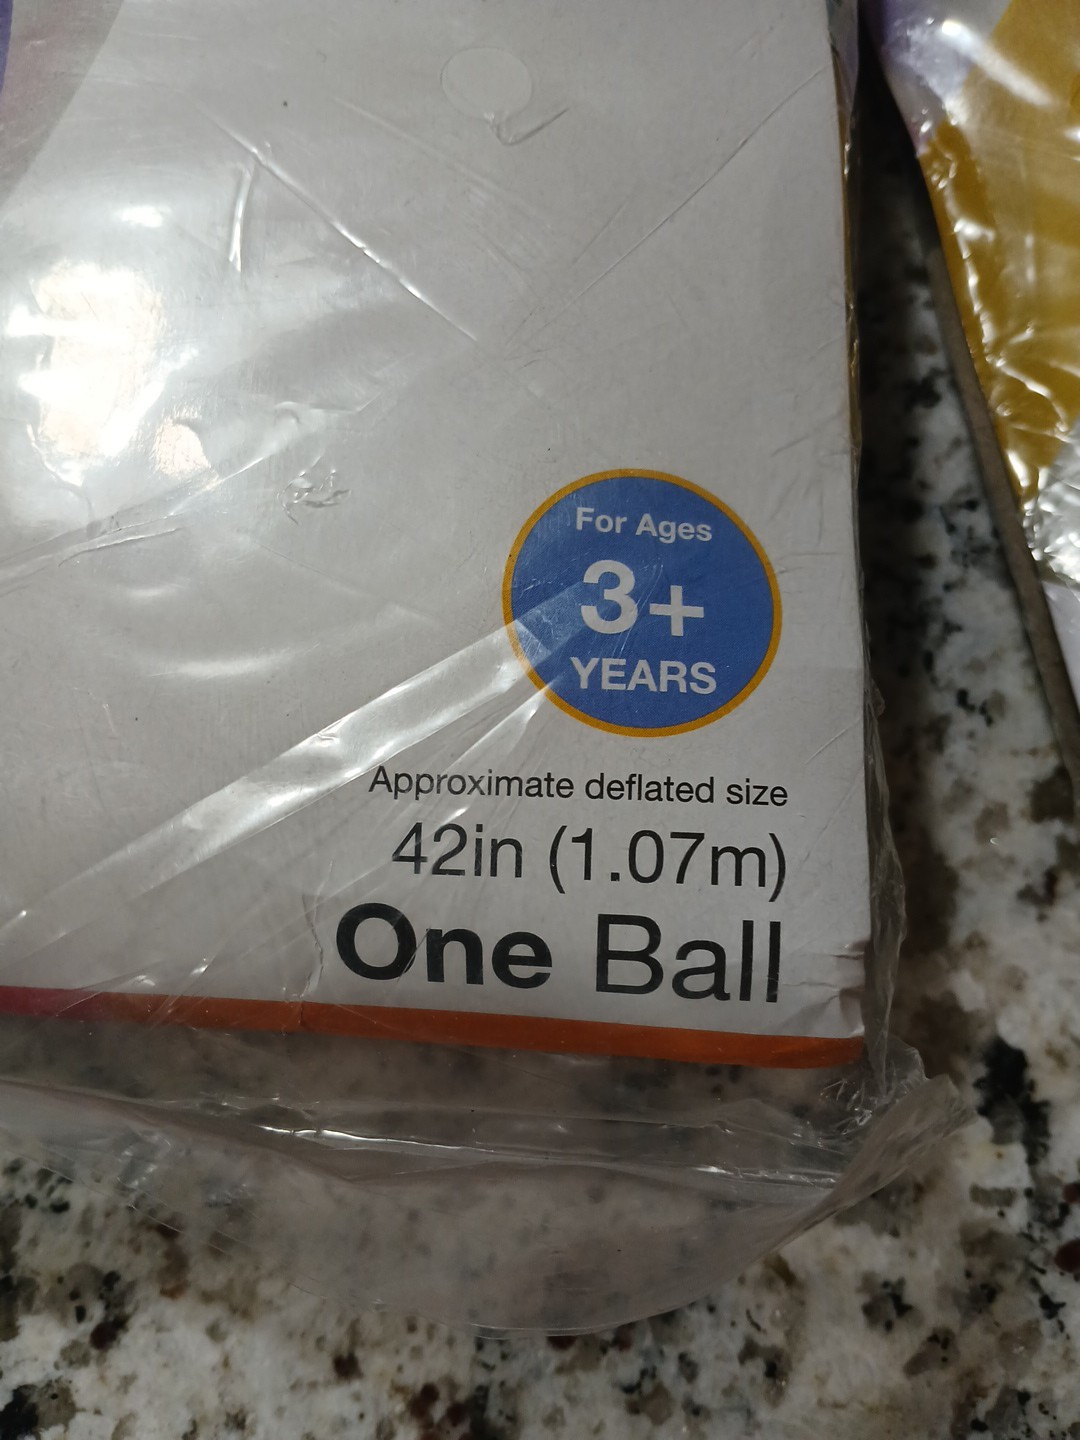 For Ages
3+
YEARS
Approximate deflated size
42in (1.07m)
One Ball